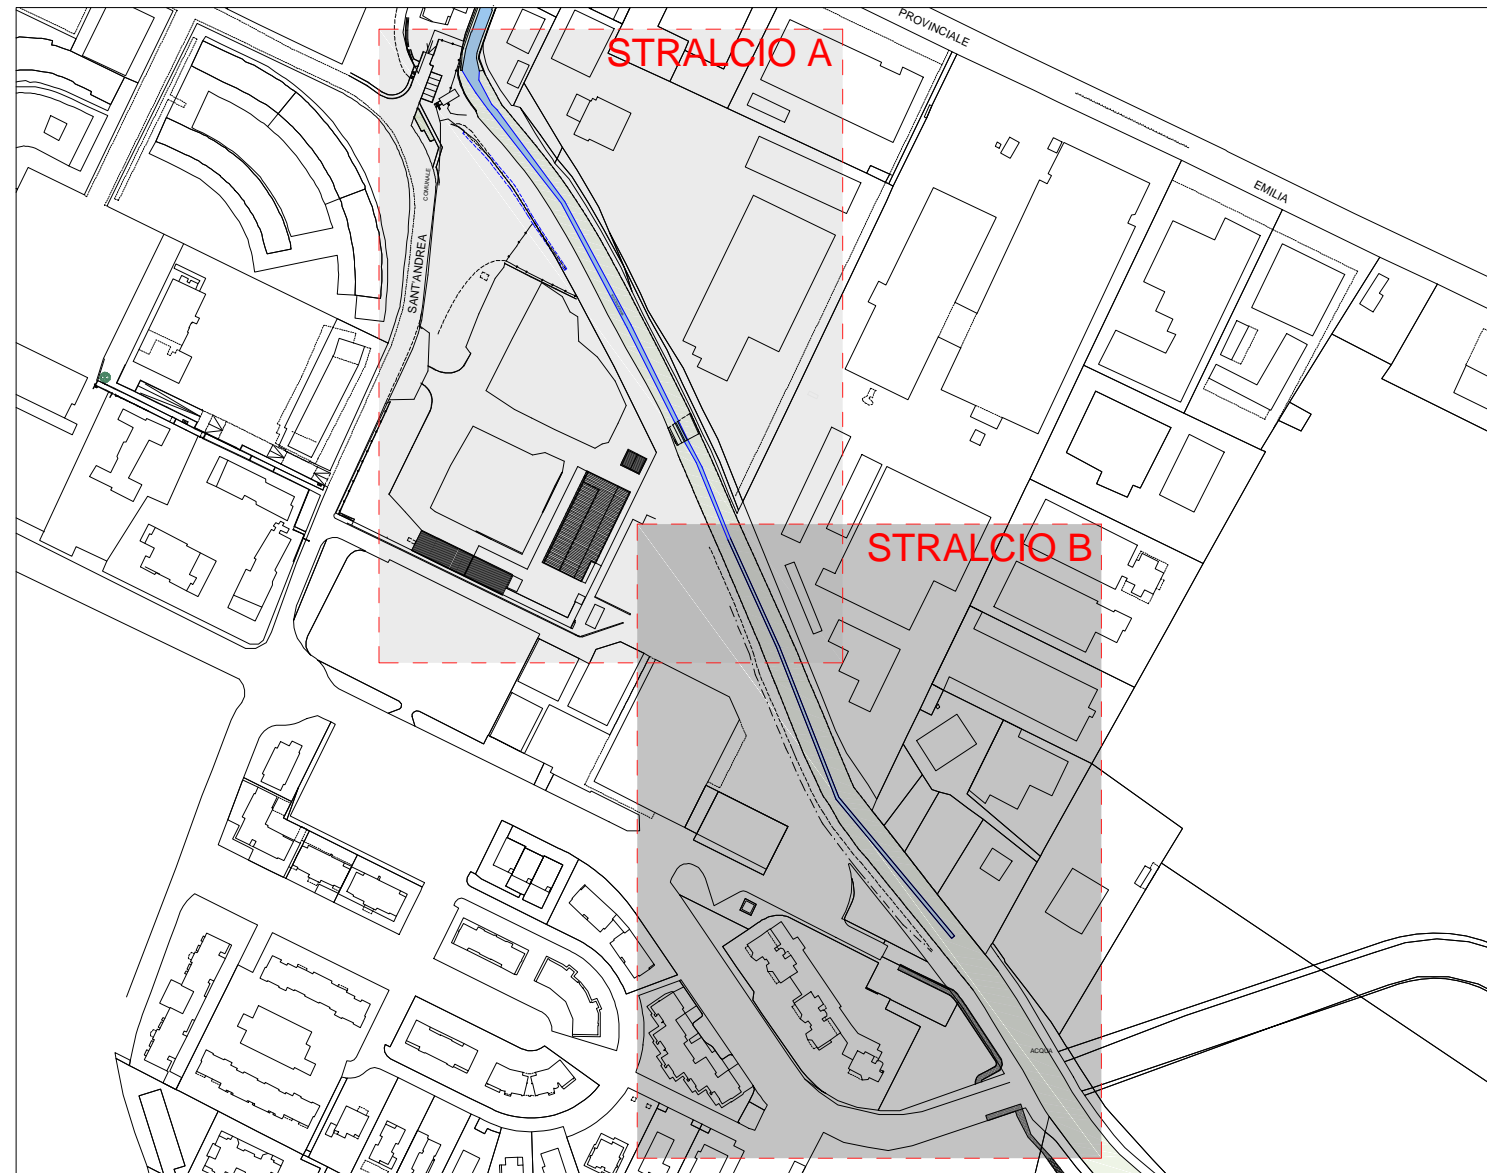 PROVINCIALE
STRALCIO A
EMILIA
COMUNALE
SANT'ANDREA
STRALCIO B
ACQUA